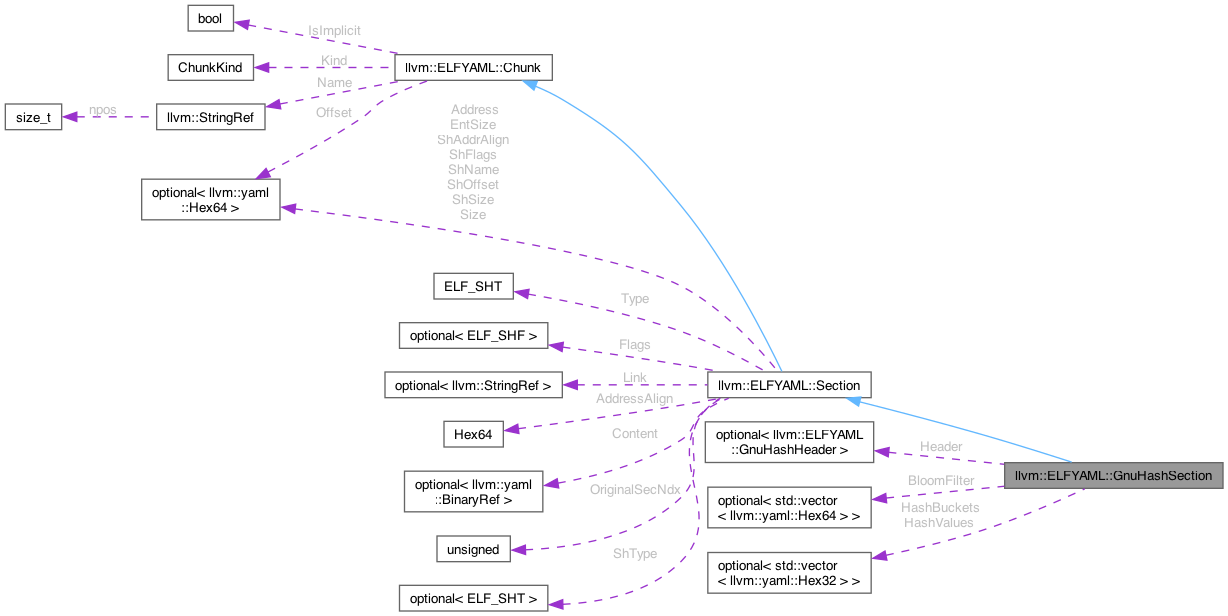 bool
IsImplicit
ChunkKind
Kind
llvm::ELFYAML::Chunk
Name
size_t
npos
llvm::StringRef
Offset
Address
EntSize
ShAddrAlign
ShFlags
ShName
ShOffset
ShSize
Size
optional< llvm::yaml
::Hex64 >
ELF_SHT
Type
optional< ELF_SHF >
Flags
optional< llvm::StringRef >
Link
llvm::ELFYAML::Section
AddressAlign
Hex64
Content
optional< llvm::ELFYAML
::GnuHashHeader >
Header
llvm::ELFYAML::GnuHashSection
optional< llvm::yaml
::BinaryRef >
OriginalSecNdx
BloomFilter
optional< std::vector
< llvm::yaml::Hex64 > >
HashBuckets
HashValues
unsigned
ShType
optional< std::vector
< llvm::yaml::Hex32 > >
optional< ELF_SHT >